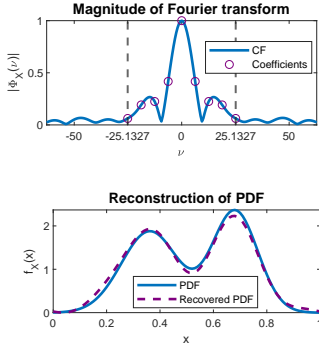 Magnitude of Fourier transform
|Φ_X(ν)|
1
0.5
0
CF
Coefficients
-50 -25.1327 0 25.1327 50
ν
Reconstruction of PDF
f_X(x)
2
1
0
PDF
Recovered PDF
0 0.2 0.4 0.6 0.8 1
x